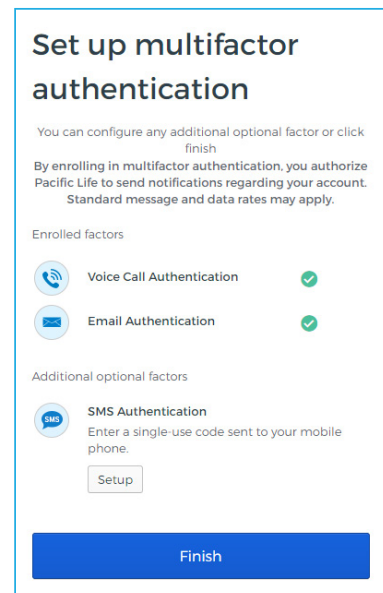 Set up multifactor
authentication
You can configure any additional optional factor or click
finish
By enrolling in multifactor authentication, you authorize
Pacific Life to send notifications regarding your account.
Standard message and data rates may apply.
Enrolled factors
Voice Call Authentication
Email Authentication
Additional optional factors
SMS
SMS Authentication
Enter a single-use code sent to your mobile
phone.
Setup
Finish